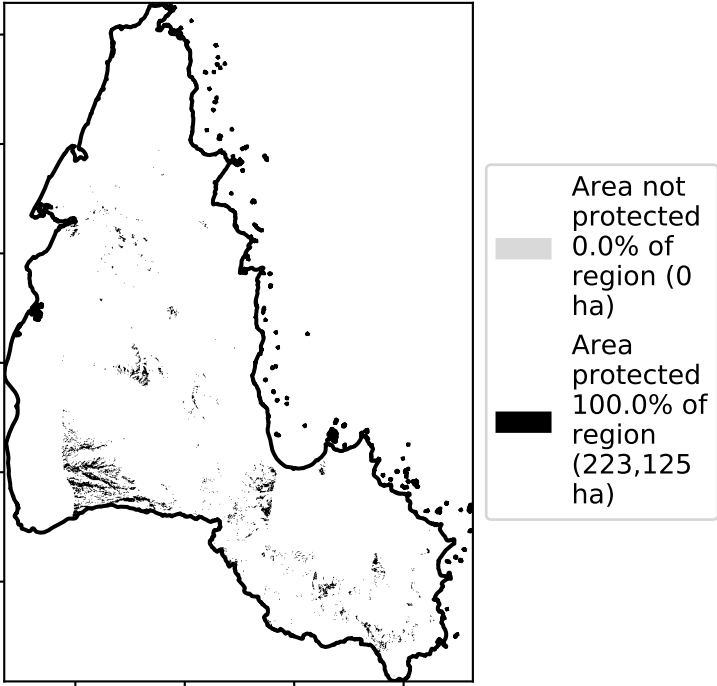 Area not
protected
0.0% of
region (0
ha)
Area
protected
100.0% of
region
(223,125
ha)